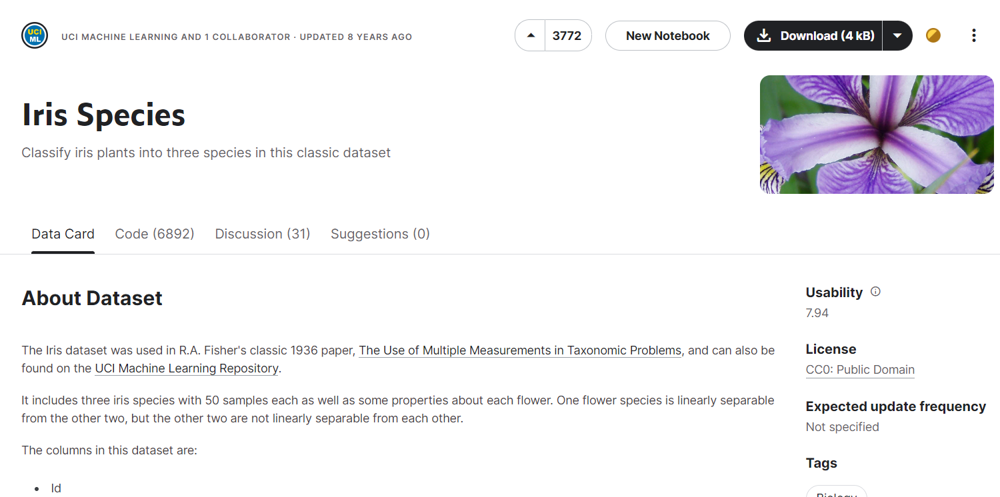 UCI
ML
UCI MACHINE LEARNING AND 1 COLLABORATOR · UPDATED 8 YEARS AGO
3772
New Notebook
Download (4 kB)
Iris Species
Classify iris plants into three species in this classic dataset
Data Card
Code (6892)
Discussion (31)
Suggestions (0)
About Dataset
The Iris dataset was used in R.A. Fisher's classic 1936 paper, The Use of Multiple Measurements in Taxonomic Problems, and can also be
found on the UCI Machine Learning Repository.
It includes three iris species with 50 samples each as well as some properties about each flower. One flower species is linearly separable
from the other two, but the other two are not linearly separable from each other.
The columns in this dataset are:
• Id
Usability
7.94
License
CC0: Public Domain
Expected update frequency
Not specified
Tags
Biology